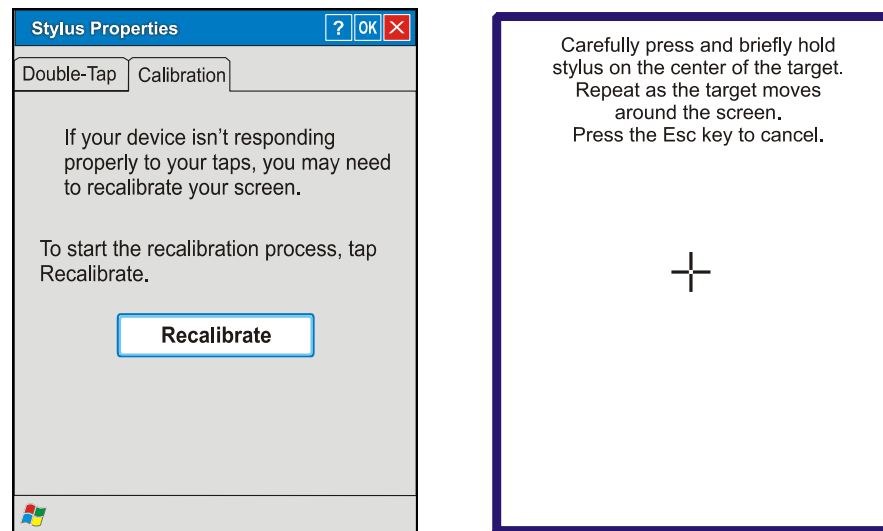 Stylus Properties
? OK X
Double-Tap Calibration
If your device isn't responding
properly to your taps, you may need
to recalibrate your screen.
To start the recalibration process, tap
Recalibrate.
Recalibrate
Carefully press and briefly hold
stylus on the center of the target.
Repeat as the target moves
around the screen.
Press the Esc key to cancel.